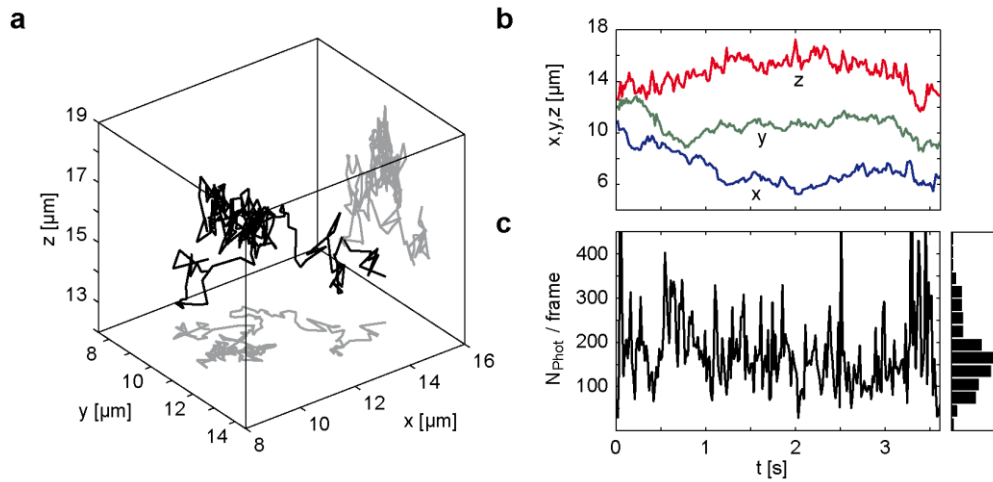 a
19
17
15
13
z [µm]
8
10
12
14
y [µm]
8
10
12
14
16
x [µm]
b
18
14
10
6
x,y,z [µm]
z
y
x
c
400
300
200
100
N_Phot / frame
0
1
2
3
t [s]